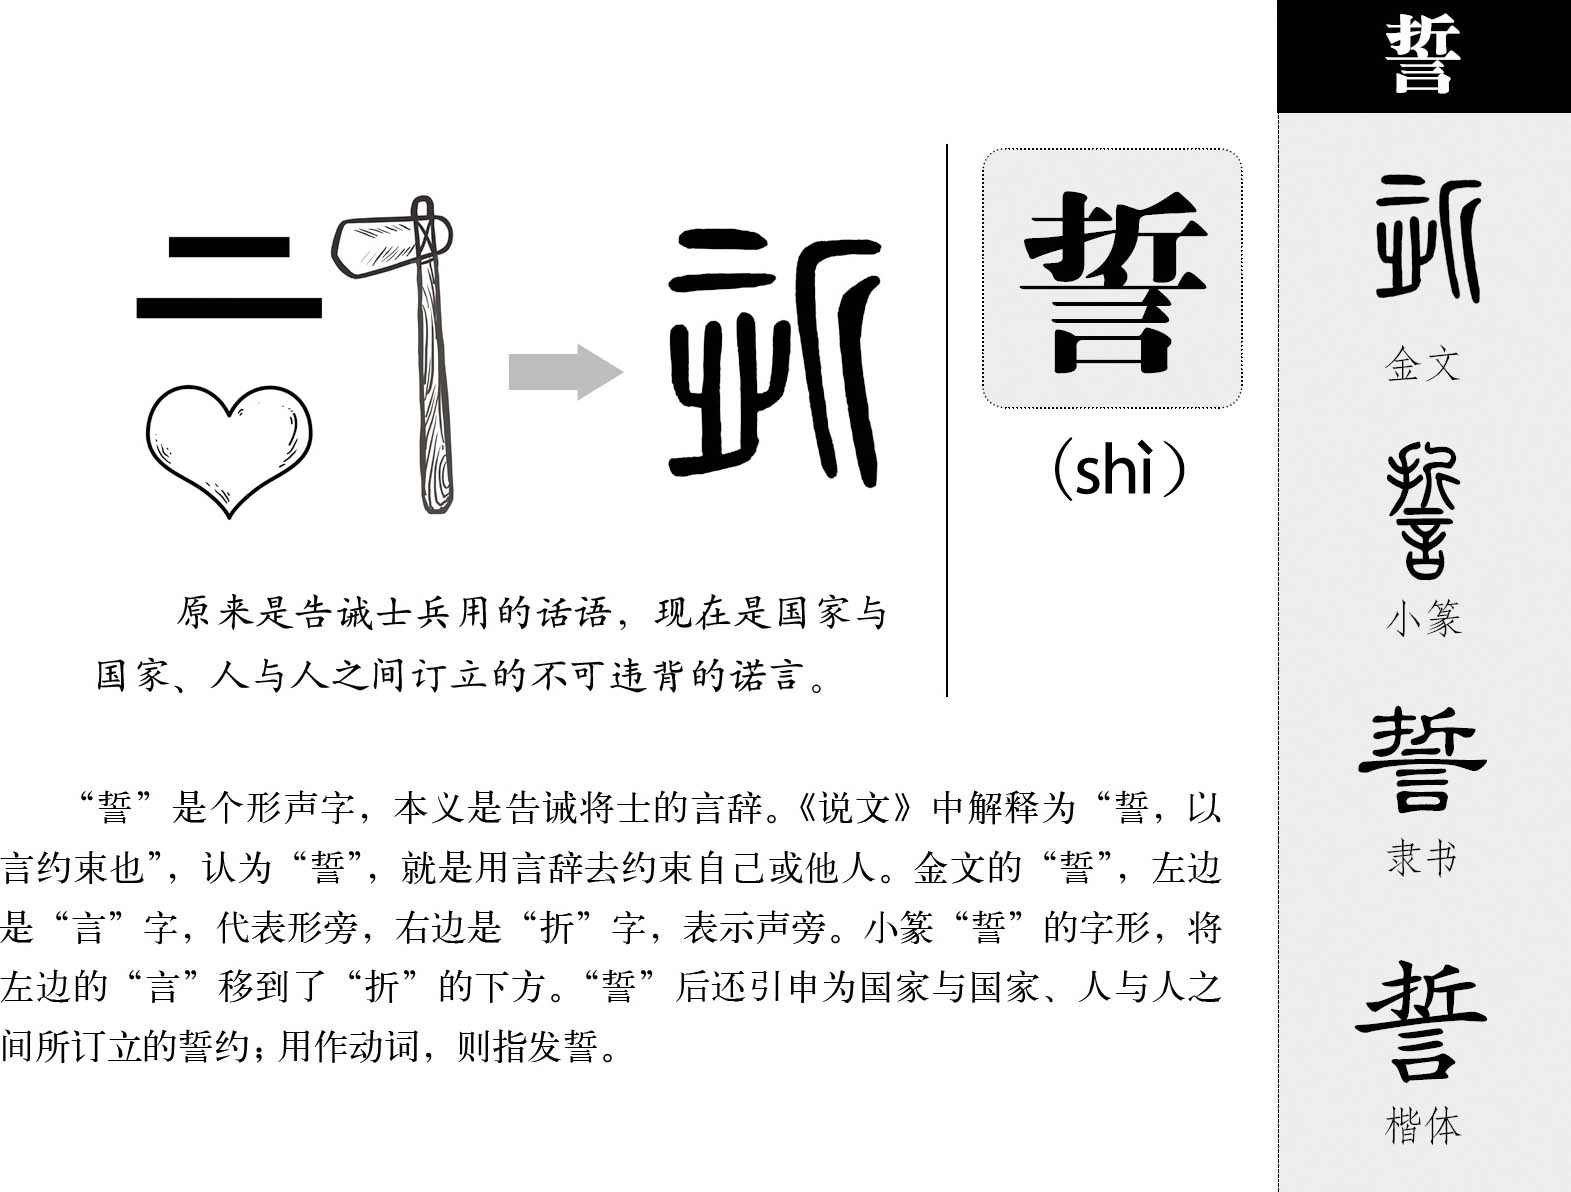 誓
(shì)
原来是告诫士兵用的话语，现在是国家与
国家、人与人之间订立的不可违背的诺言。
“誓”是个形声字，本义是告诫将士的言辞。《说文》中解释为“誓，以
言约束也”，认为“誓”，就是用言辞去约束自己或他人。金文的“誓”，左边
是“言”字，代表形旁，右边是“折”字，表示声旁。小篆“誓”的字形，将
左边的“言”移到了“折”的下方。“誓”后还引申为国家与国家、人与人之
间所订立的誓约；用作动词，则指发誓。
誓
誓
金文
誓
小篆
誓
隶书
誓
楷体